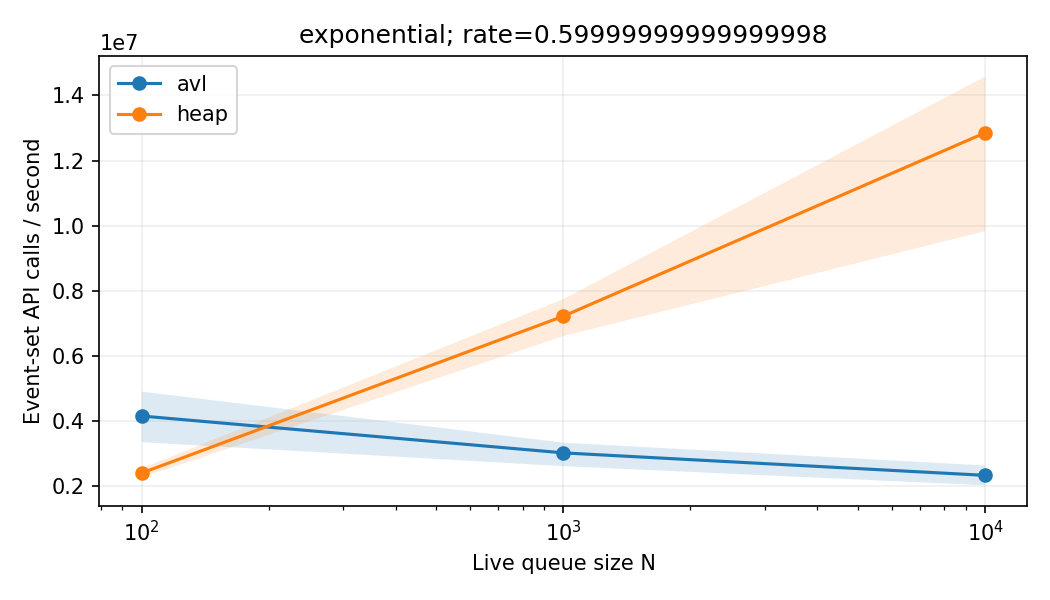 exponential; rate=0.59999999999999998
1e7
avl
heap
1.4
1.2
1.0
0.8
0.6
0.4
0.2
Event-set API calls / second
10²
10³
10⁴
Live queue size N